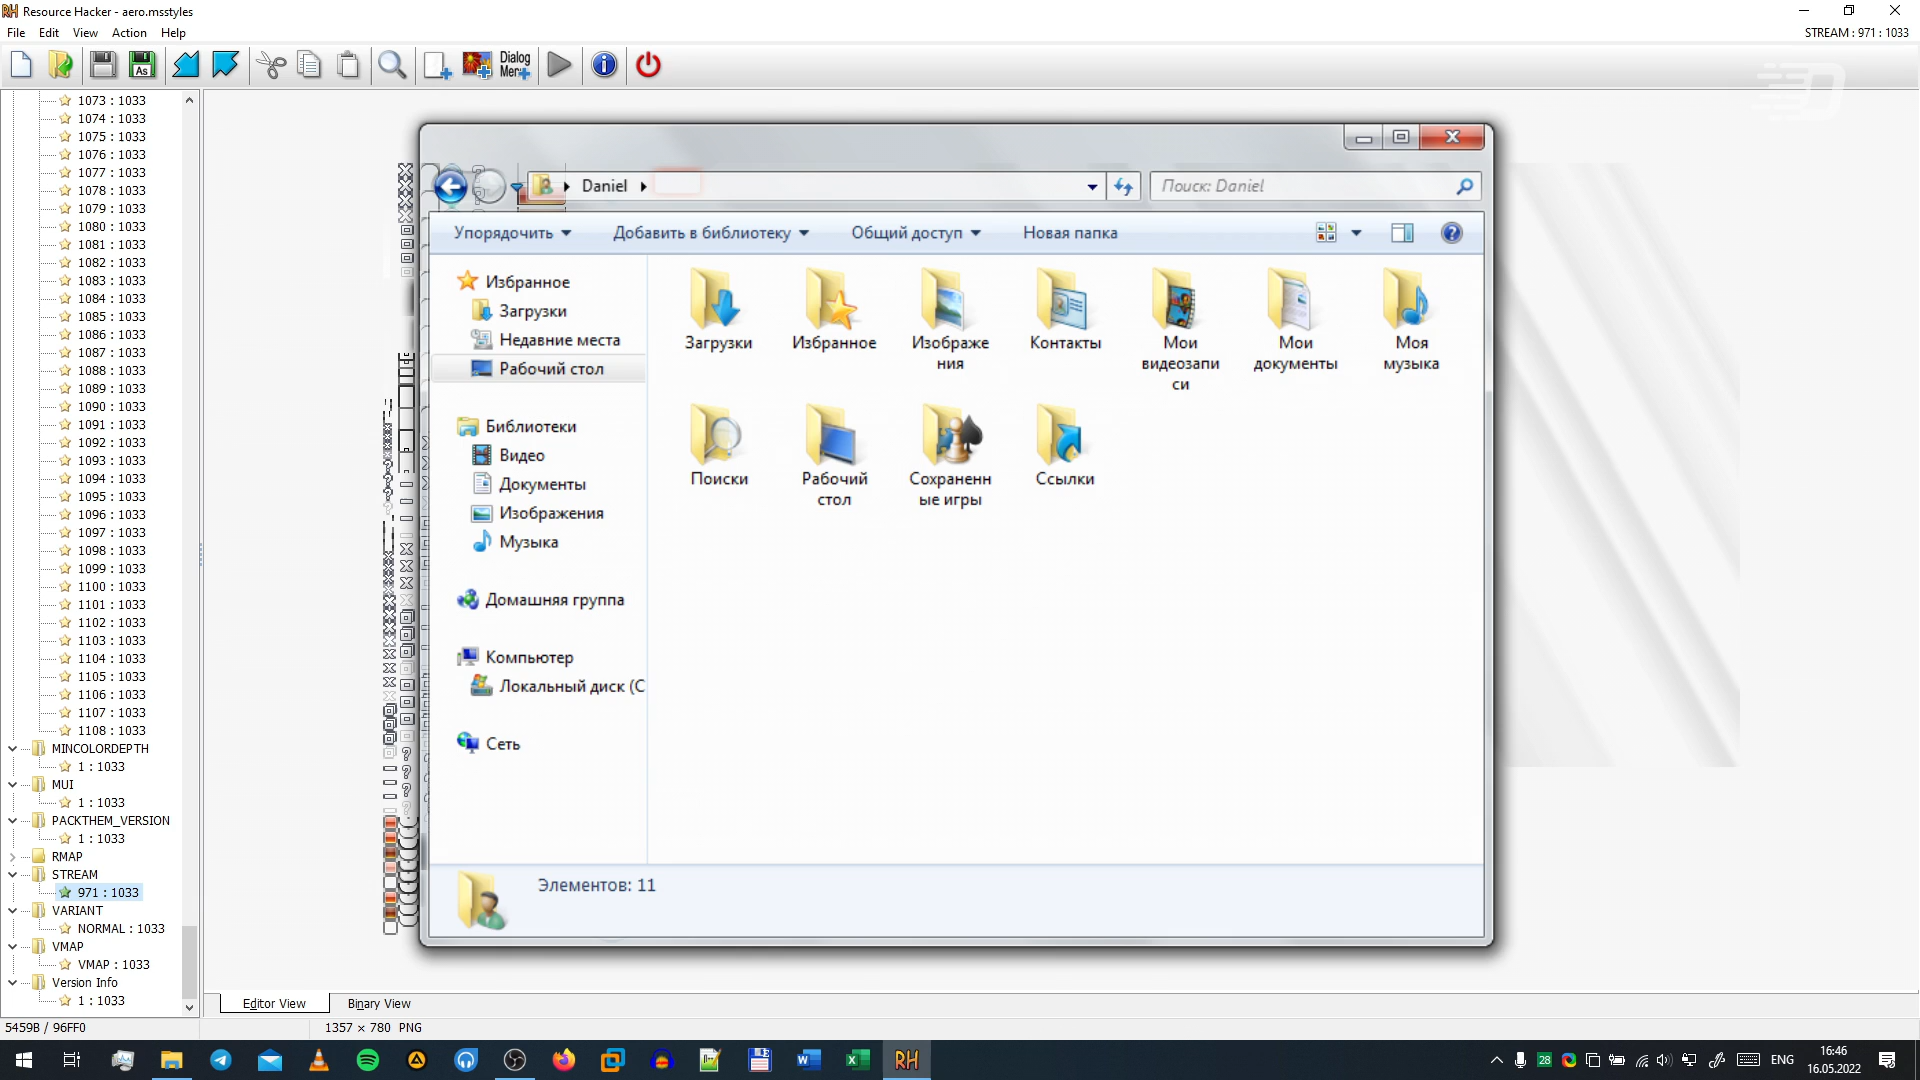 Resource Hacker - aero.msstyles
File Edit View Action Help
STREAM : 971 : 1033
As
Dialog
Menu
1073 : 1033
1074 : 1033
1075 : 1033
1076 : 1033
1077 : 1033
1078 : 1033
1079 : 1033
1080 : 1033
1081 : 1033
1082 : 1033
1083 : 1033
1084 : 1033
1085 : 1033
1086 : 1033
1087 : 1033
1088 : 1033
1089 : 1033
1090 : 1033
1091 : 1033
1092 : 1033
1093 : 1033
1094 : 1033
1095 : 1033
1096 : 1033
1097 : 1033
1098 : 1033
1099 : 1033
1100 : 1033
1101 : 1033
1102 : 1033
1103 : 1033
1104 : 1033
1105 : 1033
1106 : 1033
1107 : 1033
1108 : 1033
MINCOLORDEPTH
1 : 1033
MUI
1 : 1033
PACKTHEM_VERSION
1 : 1033
RMAP
STREAM
971 : 1033
VARIANT
NORMAL : 1033
VMAP
VMAP : 1033
Version Info
1 : 1033
Daniel
Поиск: Daniel
Упорядочить Добавить в библиотеку Общий доступ Новая папка
Избранное
Загрузки
Недавние места
Рабочий стол
Библиотеки
Видео
Документы
Изображения
Музыка
Домашняя группа
Компьютер
Локальный диск (C
Сеть
Загрузки
Избранное
Изображе
ния
Контакты
Мои
видеозапи
си
Мои
документы
Моя
музыка
Поиски
Рабочий
стол
Сохраненн
ые игры
Ссылки
Элементов: 11
Editor View Binary View
5459B / 96FF0
1357 × 780 PNG
RH
28
ENG
16:46
16.05.2022